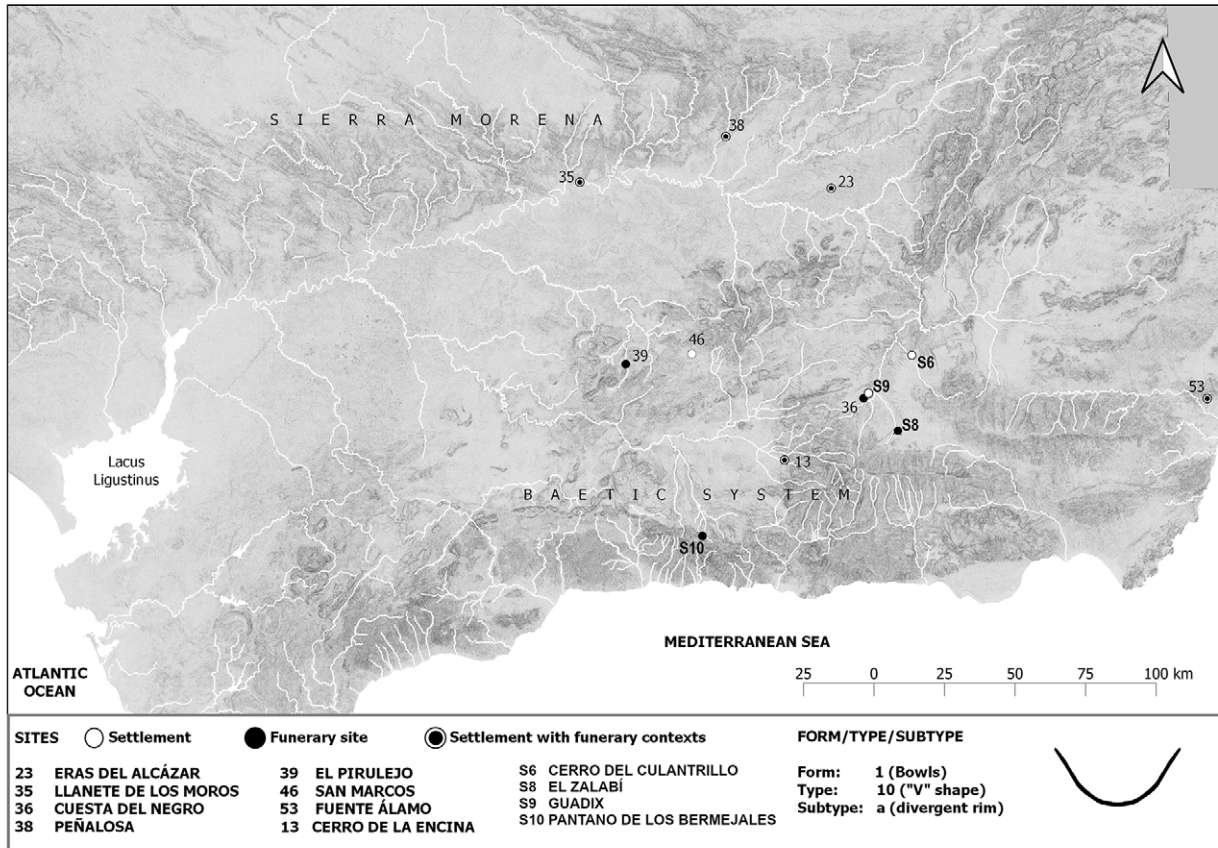 SIERRA MORENA
38
35
23
46
39
S6
S9
36
53
S8
13
BAETIC SYSTEM
S10
Lacus
Ligustinus
MEDITERRANEAN SEA
ATLANTIC
OCEAN
25 0 25 50 75 100 km
SITES Settlement Funerary site Settlement with funerary contexts
23 ERAS DEL ALCÁZAR
35 LLANETE DE LOS MOROS
36 CUESTA DEL NEGRO
38 PEÑALOSA
39 EL PIRULEJO
46 SAN MARCOS
53 FUENTE ÁLAMO
13 CERRO DE LA ENCINA
S6 CERRO DEL CULANTRILLO
S8 EL ZALABÍ
S9 GUADIX
S10 PANTANO DE LOS BERMEJALES
FORM/TYPE/SUBTYPE
Form: 1 (Bowls)
Type: 10 ("V" shape)
Subtype: a (divergent rim)